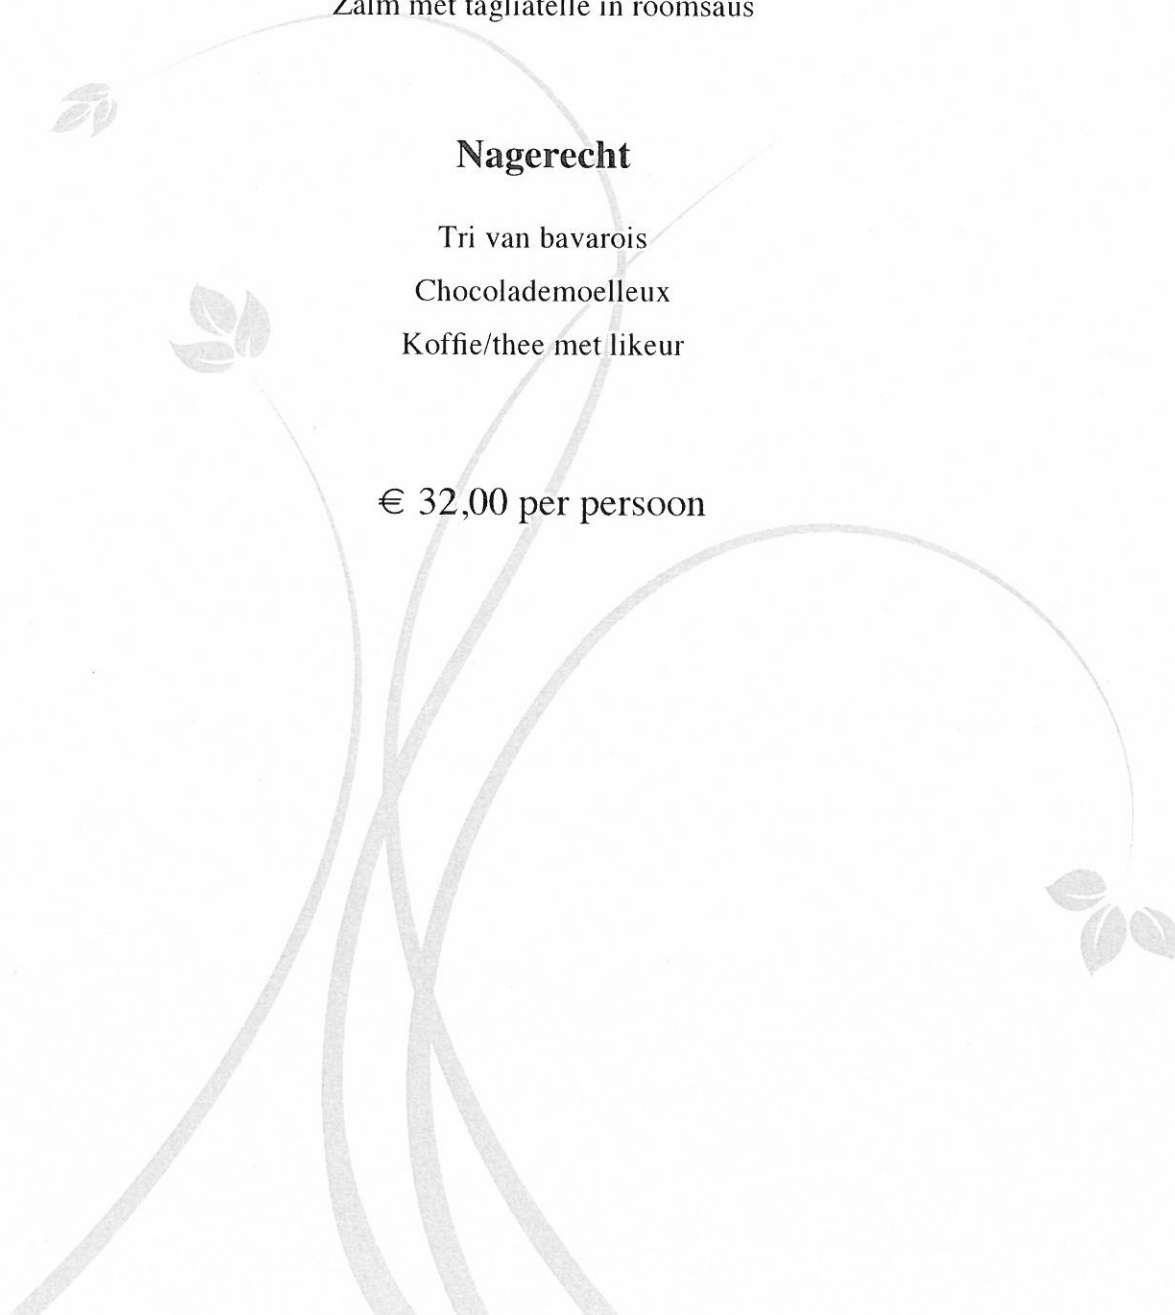 Zalm met tagliatelle in roomsaus
Nagerecht
Tri van bavarois
Chocolademoelleux
Koffie/thee met likeur
€ 32,00 per persoon